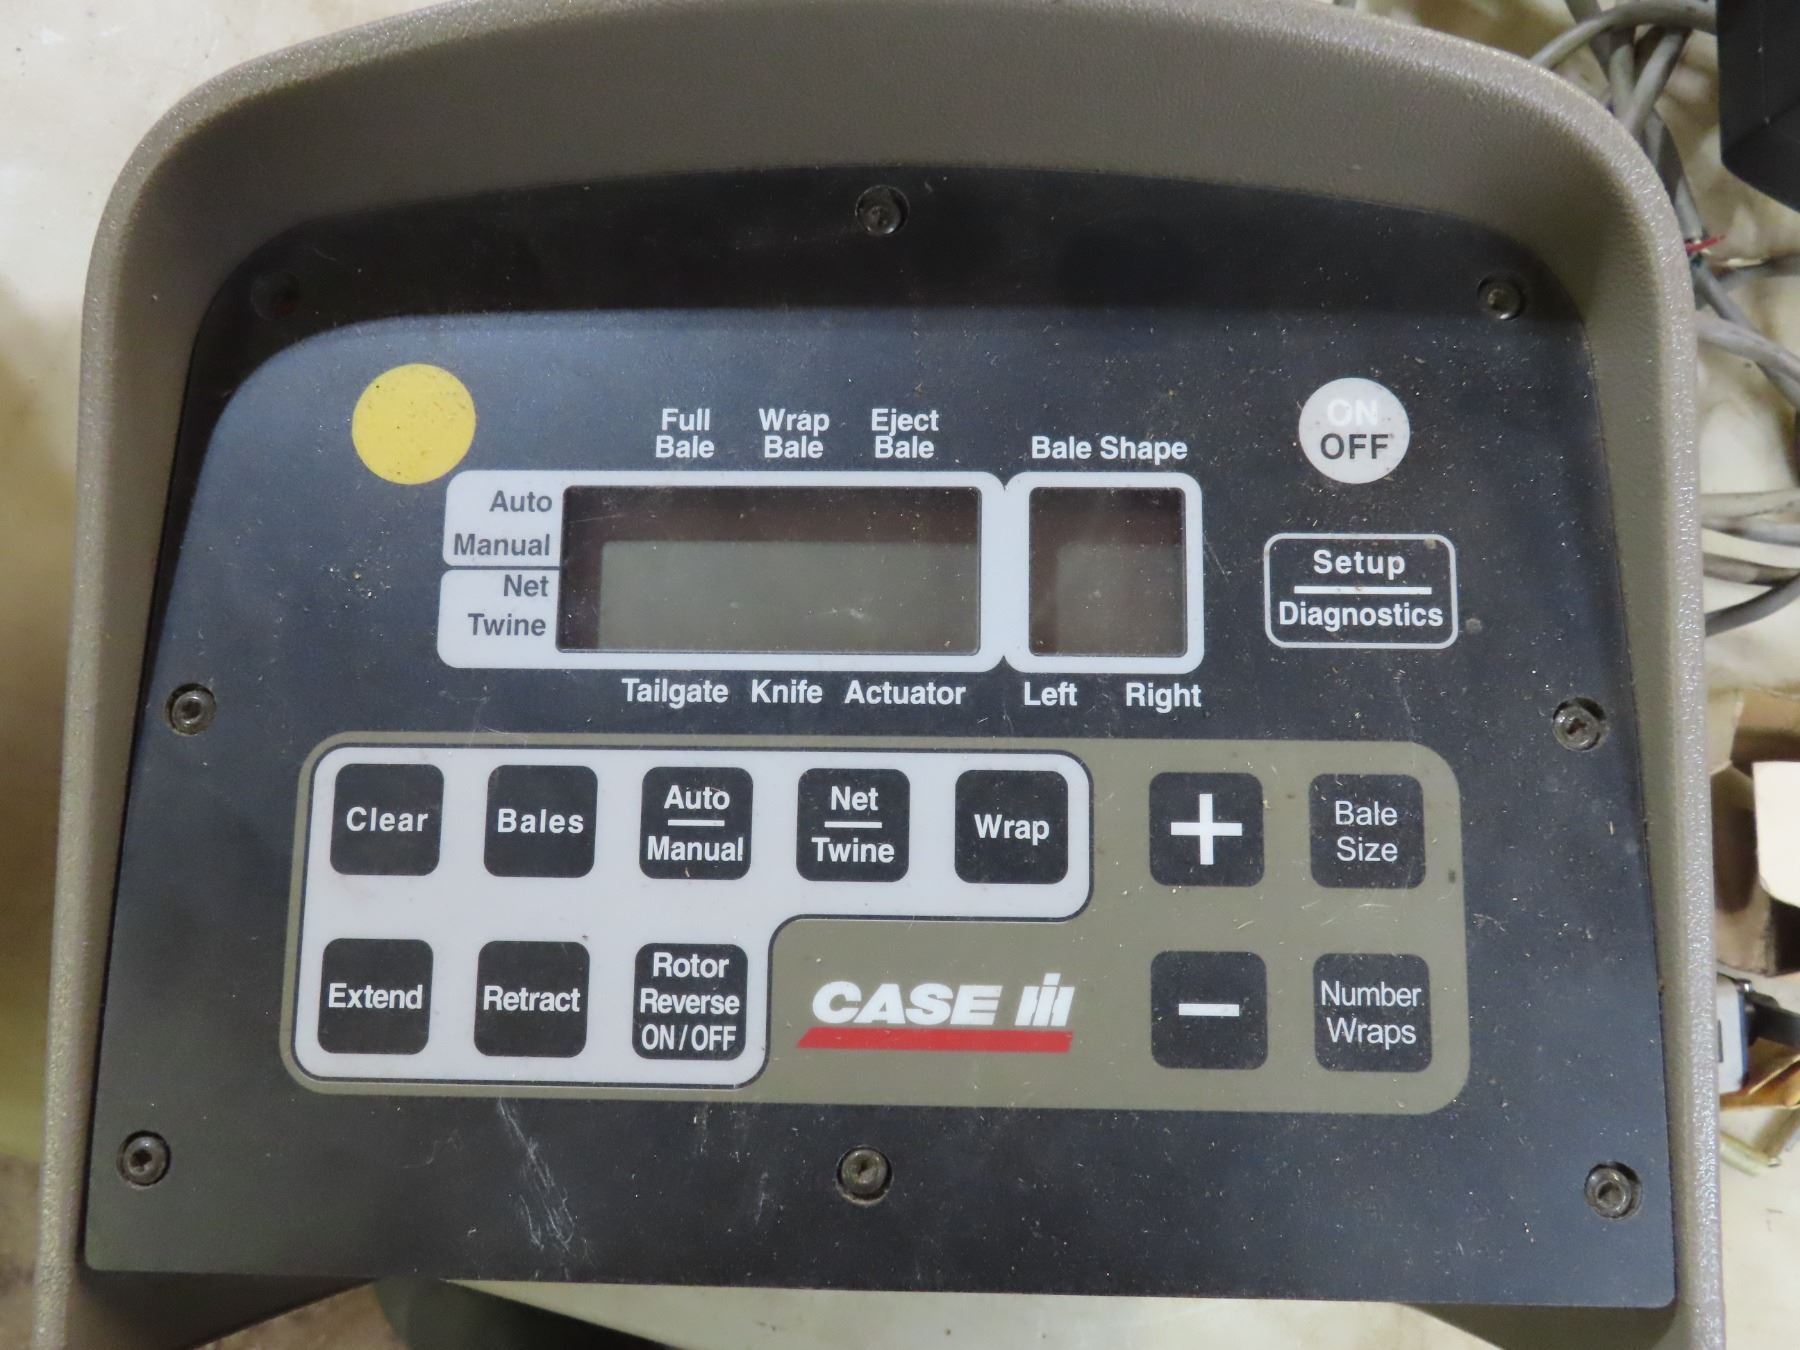 Full
Bale
Wrap
Bale
Eject
Bale
Bale Shape
ON
OFF
Auto
Manual
Net
Twine
Setup
Diagnostics
Tailgate Knife Actuator
Left Right
Clear
Bales
Auto
Manual
Net
Twine
Wrap
+
Bale
Size
Extend
Retract
Rotor
Reverse
ON/OFF
CASE IH
−
Number
Wraps